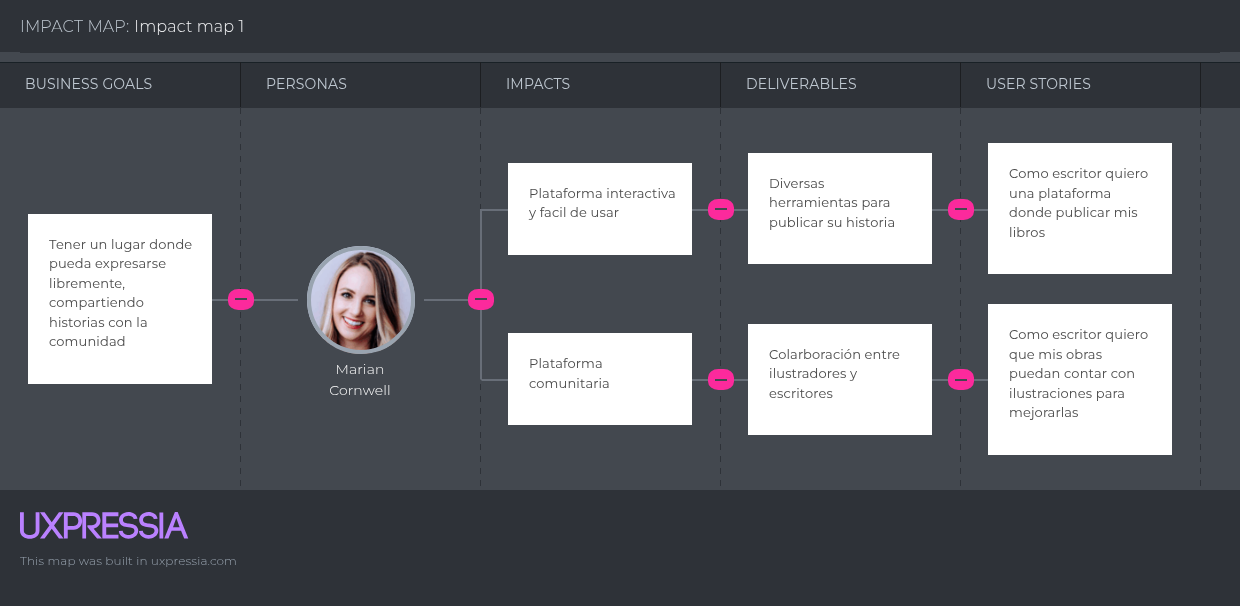 IMPACT MAP: Impact map 1
BUSINESS GOALS
PERSONAS
IMPACTS
DELIVERABLES
USER STORIES
Tener un lugar donde
pueda expresarse
libremente,
compartiendo
historias con la
comunidad
Marian
Cornwell
Plataforma interactiva
y facil de usar
Diversas
herramientas para
publicar su historia
Como escritor quiero
una plataforma
donde publicar mis
libros
Plataforma
comunitaria
Colarboración entre
ilustradores y
escritores
Como escritor quiero
que mis obras
puedan contar con
ilustraciones para
mejorarlas
UXPRESSIA
This map was built in uxpressia.com